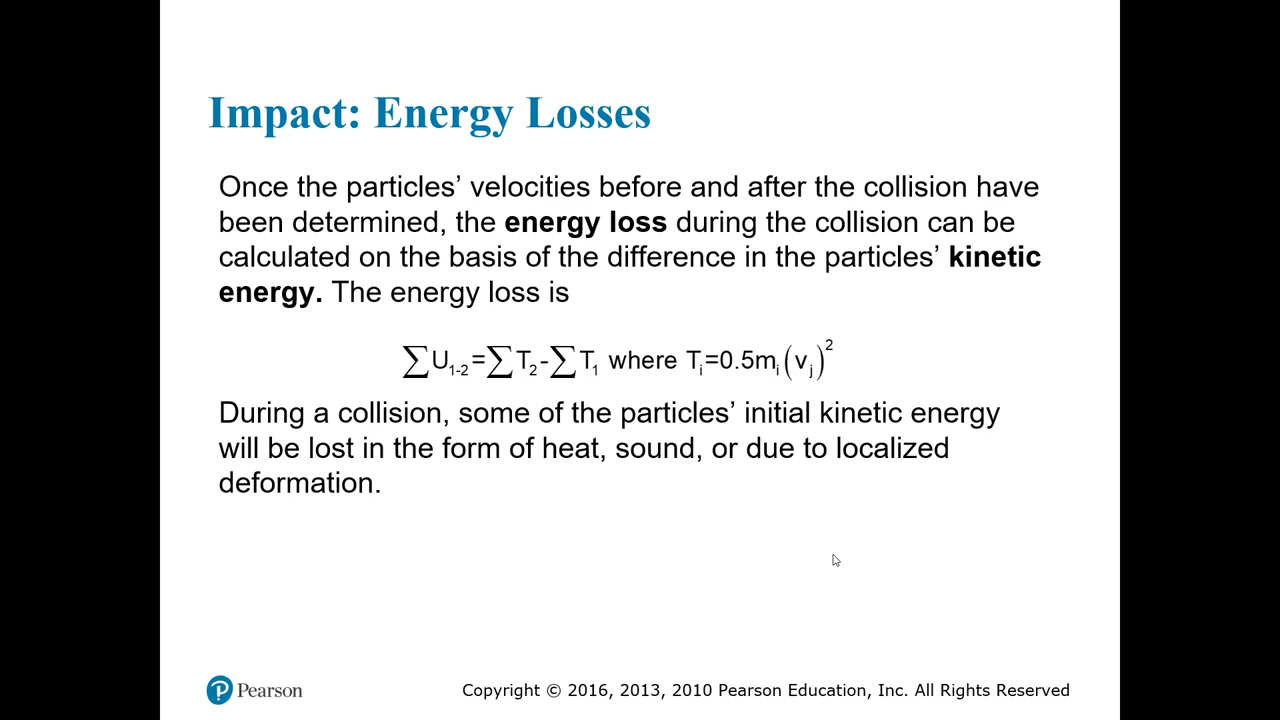 Impact: Energy Losses
Once the particles’ velocities before and after the collision have
been determined, the energy loss during the collision can be
calculated on the basis of the difference in the particles’ kinetic
energy. The energy loss is
∑U₁₋₂=∑T₂-∑T₁ where Tᵢ=0.5mᵢ(vⱼ)²
During a collision, some of the particles’ initial kinetic energy
will be lost in the form of heat, sound, or due to localized
deformation.
Pearson
Copyright © 2016, 2013, 2010 Pearson Education, Inc. All Rights Reserved